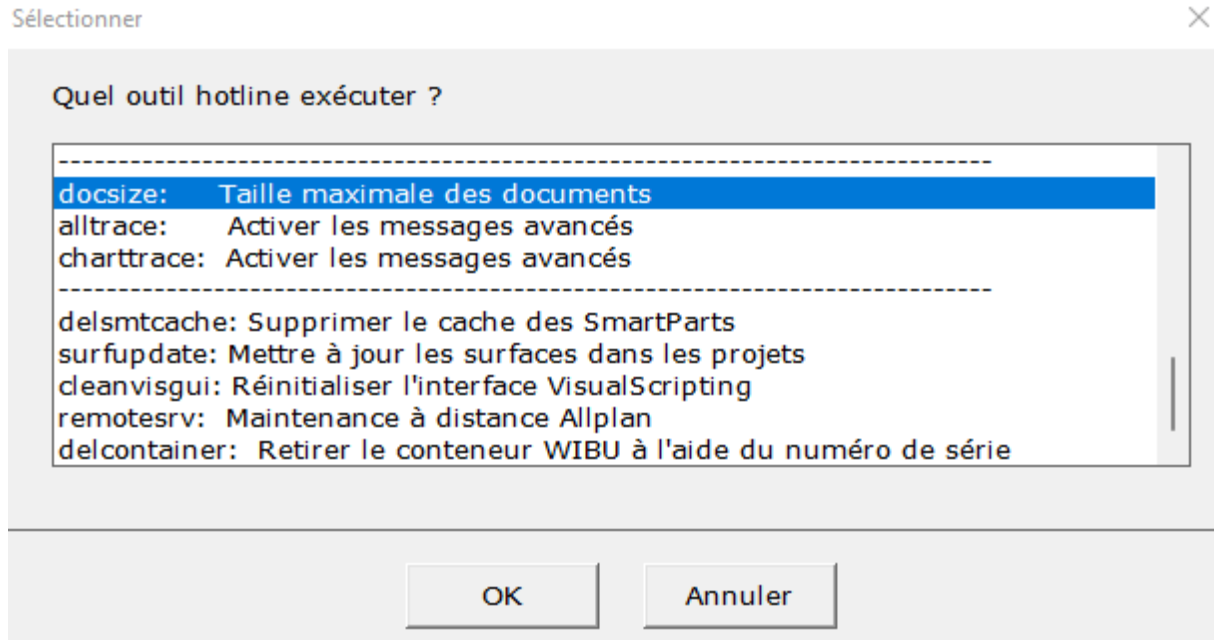 Sélectionner
Quel outil hotline exécuter ?
------------------------------------------------------------------------------
docsize: Taille maximale des documents
alltrace: Activer les messages avancés
charttrace: Activer les messages avancés
------------------------------------------------------------------------------
delsmtcache: Supprimer le cache des SmartParts
surfupdate: Mettre à jour les surfaces dans les projets
cleanvisgui: Réinitialiser l'interface VisualScripting
remotesrv: Maintenance à distance Allplan
delcontainer: Retirer le conteneur WIBU à l'aide du numéro de série
OK
Annuler